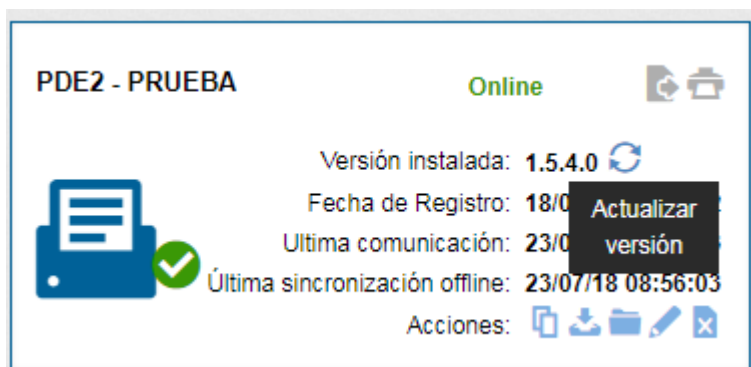 PDE2 - PRUEBA
Online
Versión instalada: 1.5.4.0
Fecha de Registro: 18/0
Actualizar
versión
Ultima comunicación: 23/0
Última sincronización offline: 23/07/18 08:56:03
Acciones: